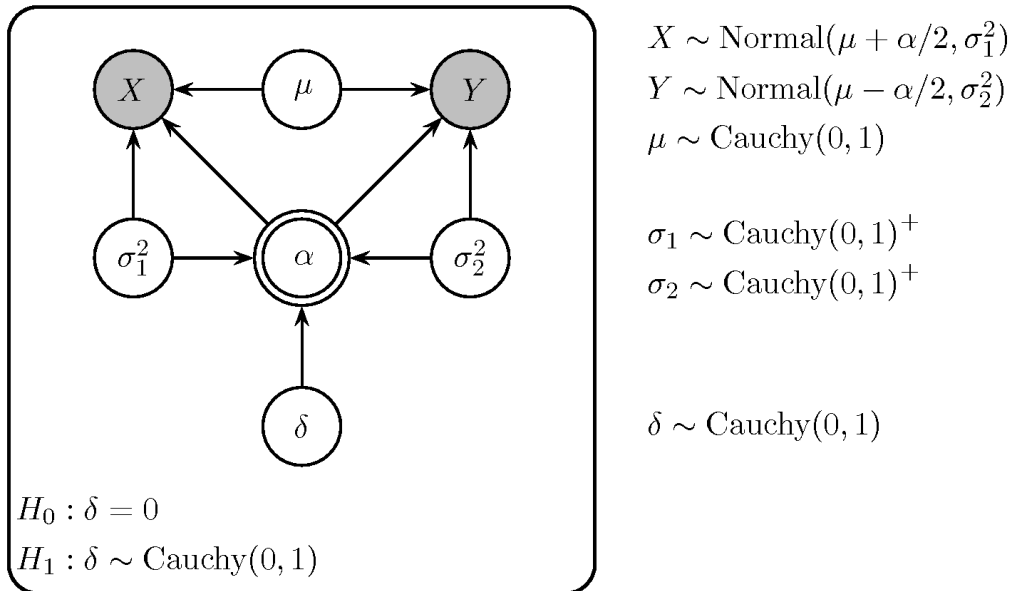 X
μ
Y
σ₁²
α
σ₂²
δ
H₀ : δ = 0
H₁ : δ ∼ Cauchy(0, 1)
X ∼ Normal(μ + α/2, σ₁²)
Y ∼ Normal(μ − α/2, σ₂²)
μ ∼ Cauchy(0, 1)
σ₁ ∼ Cauchy(0, 1)⁺
σ₂ ∼ Cauchy(0, 1)⁺
δ ∼ Cauchy(0, 1)